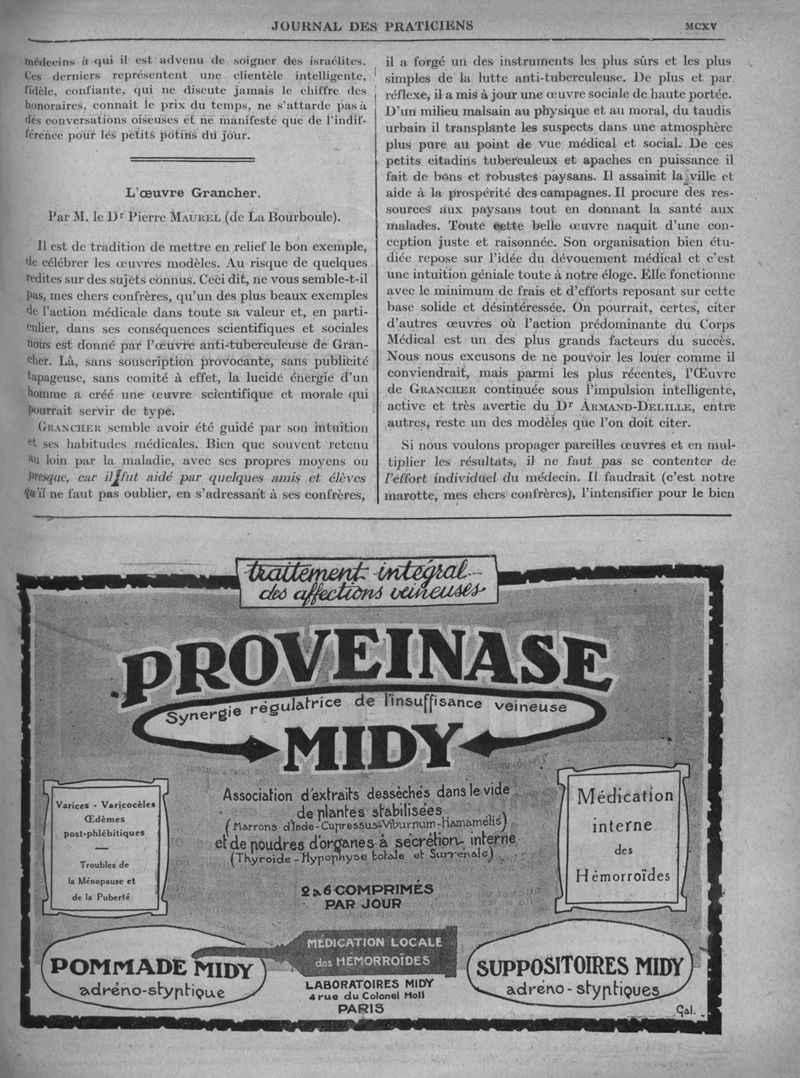 JOURNAL DES PRATICIENS
MCXV
médecins à qui il est advenu de soigner des israélites.
Ces derniers représentent une clientèle intelligente,
fidèle, confiante, qui ne discute jamais le chiffre des
honoraires, connaît le prix du temps, ne s'attarde pas à
des conversations oiseuses et ne manifeste que de l'indif-
férence pour les petits potins du jour.
L'œuvre Grancher.
Par M. le Dr Pierre MAUREL (de La Bourboule).
Il est de tradition de mettre en relief le bon exemple,
de célébrer les œuvres modèles. Au risque de quelques
redites sur des sujets connus. Ceci dit, ne vous semble-t-il
pas, mes chers confrères, qu'un des plus beaux exemples
de l'action médicale dans toute sa valeur et, en parti-
culier, dans ses conséquences scientifiques et sociales
nous est donné par l'œuvre anti-tuberculeuse de Gran-
cher. Là, sans souscription provocante, sans publicité
tapageuse, sans comité à effet, la lucide énergie d'un
homme a créé une œuvre scientifique et morale qui
pourrait servir de type.
GRANCHER semble avoir été guidé par son intuition
et ses habitudes médicales. Bien que souvent retenu
au loin par la maladie, avec ses propres moyens ou
presque, car il fut aidé par quelques amis et élèves
qu'il ne faut pas oublier, en s'adressant à ses confrères,
il a forgé un des instruments les plus sûrs et les plus
simples de la lutte anti-tuberculeuse. De plus et par
réflexe, il a mis à jour une œuvre sociale de haute portée.
D'un milieu malsain au physique et au moral, du taudis
urbain il transplante les suspects dans une atmosphère
plus pure au point de vue médical et social. De ces
petits citadins tuberculeux et apaches en puissance il
fait de bons et robustes paysans. Il assainit la ville et
aide à la prospérité des campagnes. Il procure des res-
sources aux paysans tout en donnant la santé aux
malades. Toute cette belle œuvre naquit d'une con-
ception juste et raisonnée. Son organisation bien étu-
diée repose sur l'idée du dévouement médical et c'est
une intuition géniale toute à notre éloge. Elle fonctionne
avec le minimum de frais et d'efforts reposant sur cette
base solide et désintéressée. On pourrait, certes, citer
d'autres œuvres où l'action prédominante du Corps
Médical est un des plus grands facteurs du succès.
Nous nous excusons de ne pouvoir les louer comme il
conviendrait, mais parmi les plus récentes, l'Œuvre
de GRANCHER continuée sous l'impulsion intelligente,
active et très avertie du Dr ARMAND-DELILLE, entre
autres, reste un des modèles que l'on doit citer.
Si nous voulons propager pareilles œuvres et en mul-
tiplier les résultats, il ne faut pas se contenter de
l'effort individuel du médecin. Il faudrait (c'est notre
marotte, mes chers confrères), l'intensifier pour le bien
traitement intégral
des affections veineuses
PROVEINASE
Synergie régulatrice de l'insuffisance veineuse
MIDY
Varices - Varicocèles
Œdèmes
post-phlébitiques
Troubles de
la Ménopause et
de la Puberté
Association d'extraits desséchés dans le vide
de plantes stabilisées
(Marrons d'Inde-Cupressus-Viburnum-Hamamelis)
et de poudres d'organes à sécrétion interne
(Thyroïde - Hypophyse totale et Surrénale)
2 à 6 COMPRIMÉS
PAR JOUR
Médication
interne
des
Hémorroïdes
POMMADE MIDY
adréno-styptique
MÉDICATION LOCALE
des HÉMORROÏDES
LABORATOIRES MIDY
4 rue du Colonel Moll
PARIS
SUPPOSITOIRES MIDY
adréno-styptiques
Gal.